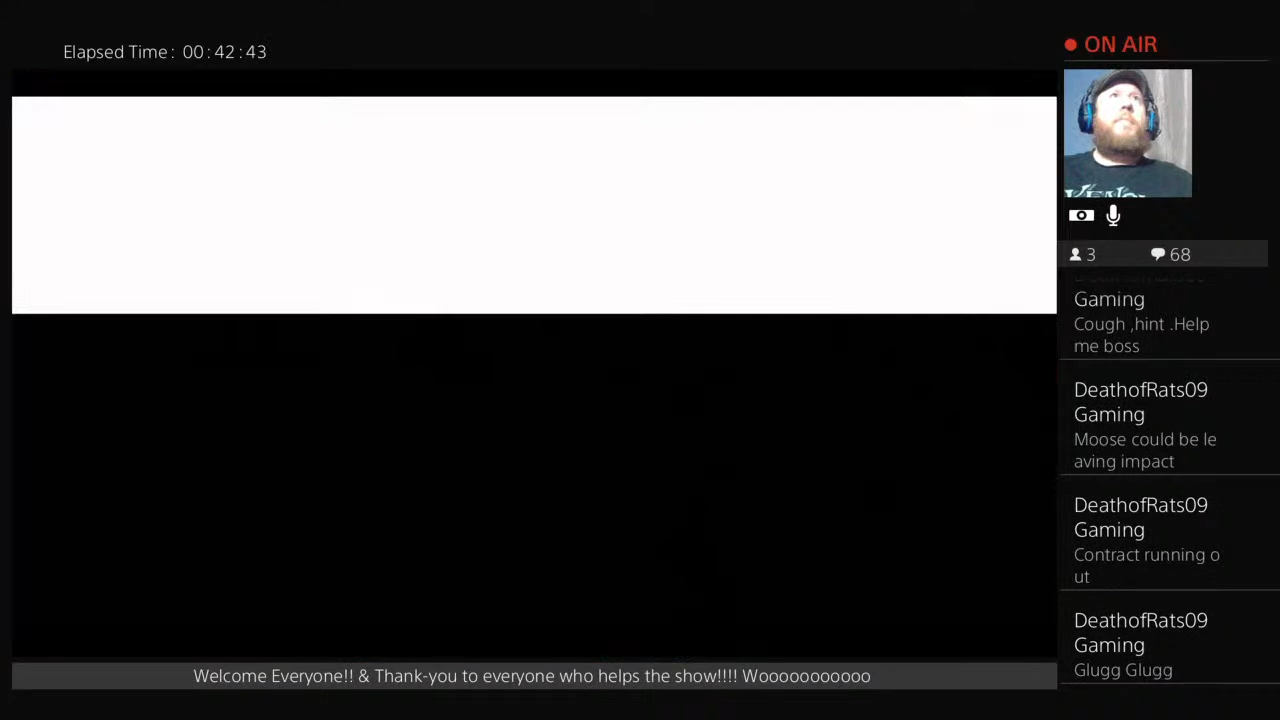 Elapsed Time: 00:42:43
ON AIR
3 68
Gaming
Cough ,hint .Help
me boss
DeathofRats09
Gaming
Moose could be le
aving impact
DeathofRats09
Gaming
Contract running o
ut
DeathofRats09
Gaming
Glugg Glugg
Welcome Everyone!! & Thank-you to everyone who helps the show!!!! Wooooooooooo